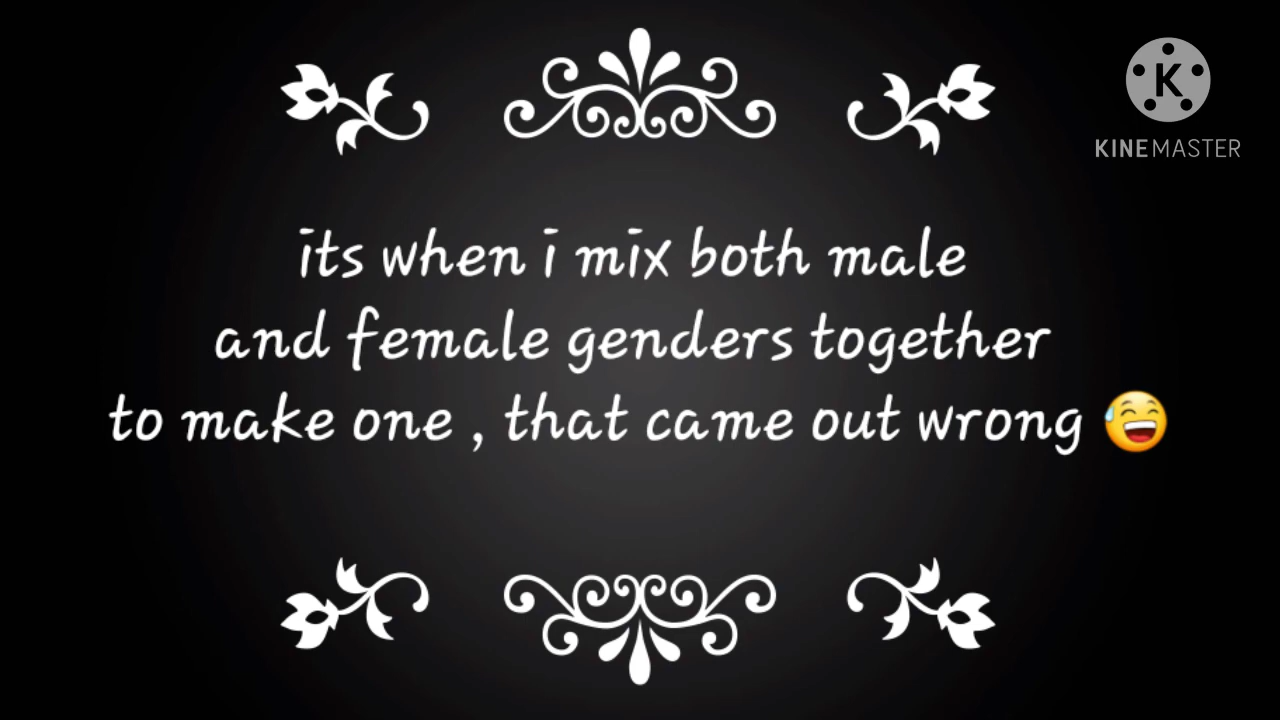 K
KINEMASTER
its when i mix both male
and female genders together
to make one , that came out wrong 😅